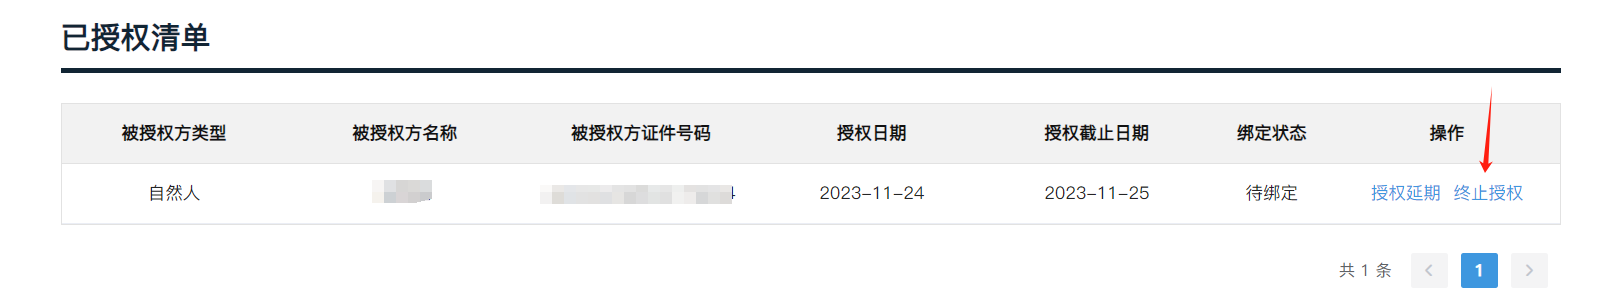 已授权清单
被授权方类型 被授权方名称 被授权方证件号码 授权日期 授权截止日期 绑定状态 操作
自然人 2023-11-24 2023-11-25 待绑定 授权延期 终止授权
共 1 条 < 1 >